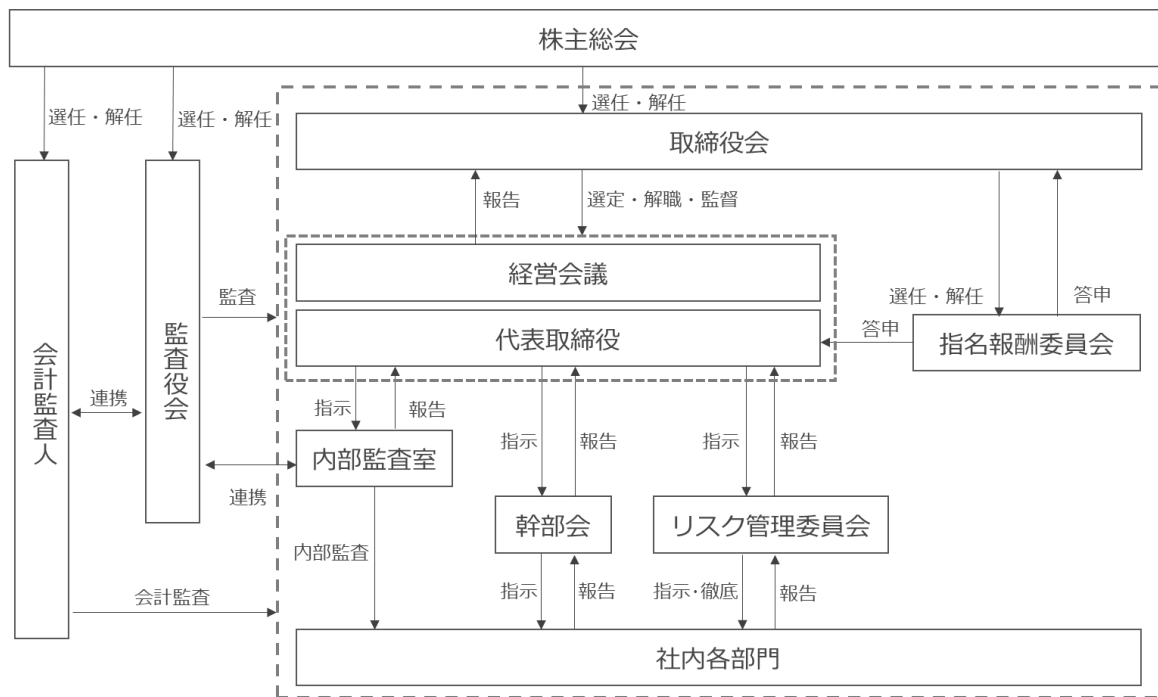 株主総会
選任・解任
選任・解任
選任・解任
取締役会
報告
選定・解職・監督
経営会議
監査
選任・解任
答申
代表取締役
答申
指名報酬委員会
会計監査人
監査役会
連携
指示
報告
指示
報告
指示
報告
内部監査室
連携
幹部会
リスク管理委員会
内部監査
指示
報告
指示・徹底
報告
会計監査
社内各部門